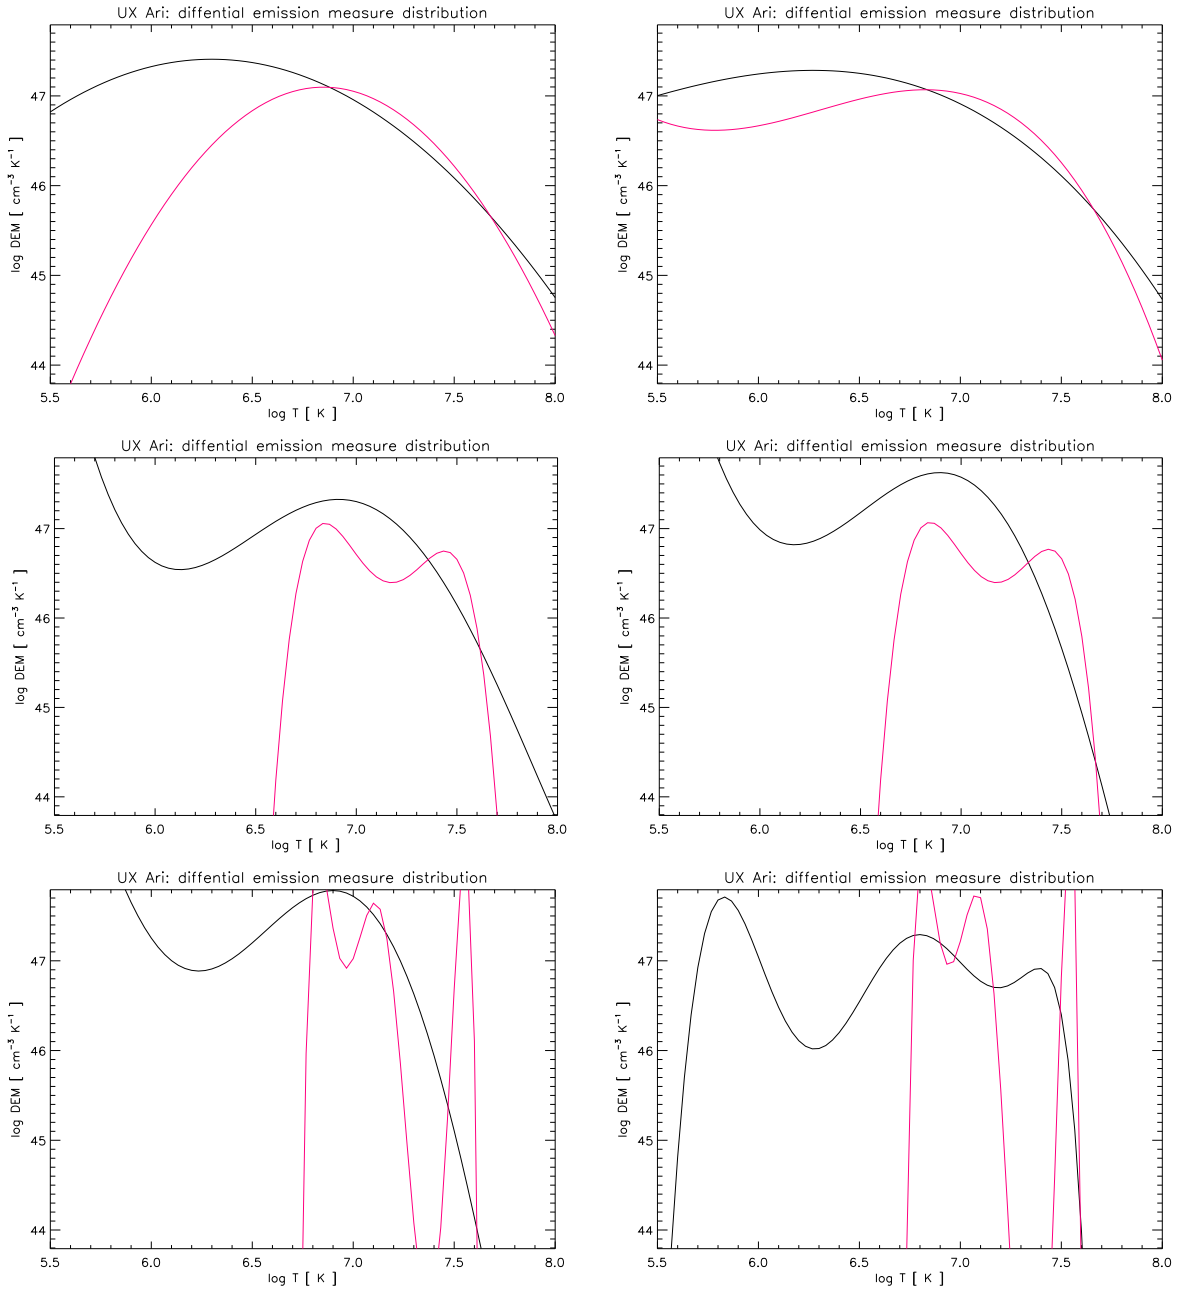 UX Ari: diffential emission measure distribution
log DEM [ cm⁻³ K⁻¹ ]
47
46
45
44
5.5 6.0 6.5 7.0 7.5 8.0
log T [ K ]
UX Ari: diffential emission measure distribution
log DEM [ cm⁻³ K⁻¹ ]
47
46
45
44
5.5 6.0 6.5 7.0 7.5 8.0
log T [ K ]
UX Ari: diffential emission measure distribution
log DEM [ cm⁻³ K⁻¹ ]
47
46
45
44
5.5 6.0 6.5 7.0 7.5 8.0
log T [ K ]
UX Ari: diffential emission measure distribution
log DEM [ cm⁻³ K⁻¹ ]
47
46
45
44
5.5 6.0 6.5 7.0 7.5 8.0
log T [ K ]
UX Ari: diffential emission measure distribution
log DEM [ cm⁻³ K⁻¹ ]
47
46
45
44
5.5 6.0 6.5 7.0 7.5 8.0
log T [ K ]
UX Ari: diffential emission measure distribution
log DEM [ cm⁻³ K⁻¹ ]
47
46
45
44
5.5 6.0 6.5 7.0 7.5 8.0
log T [ K ]